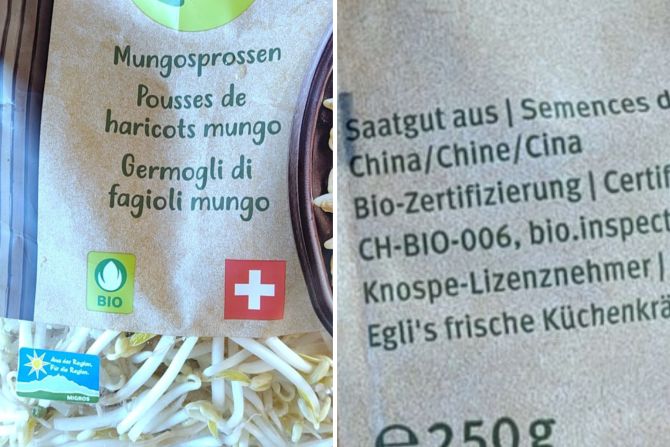 Mungosprossen
Pousses de
haricots mungo
Germogli di
fagioli mungo
BIO
Aus der Region.
Für die Region.
MIGROS
Saatgut aus | Semences d
China/Chine/Cina
Bio-Zertifizierung | Certif
CH-BIO-006, bio.inspect
Knospe-Lizenznehmer |
Egli's frische Küchenkrä
℮ 250g